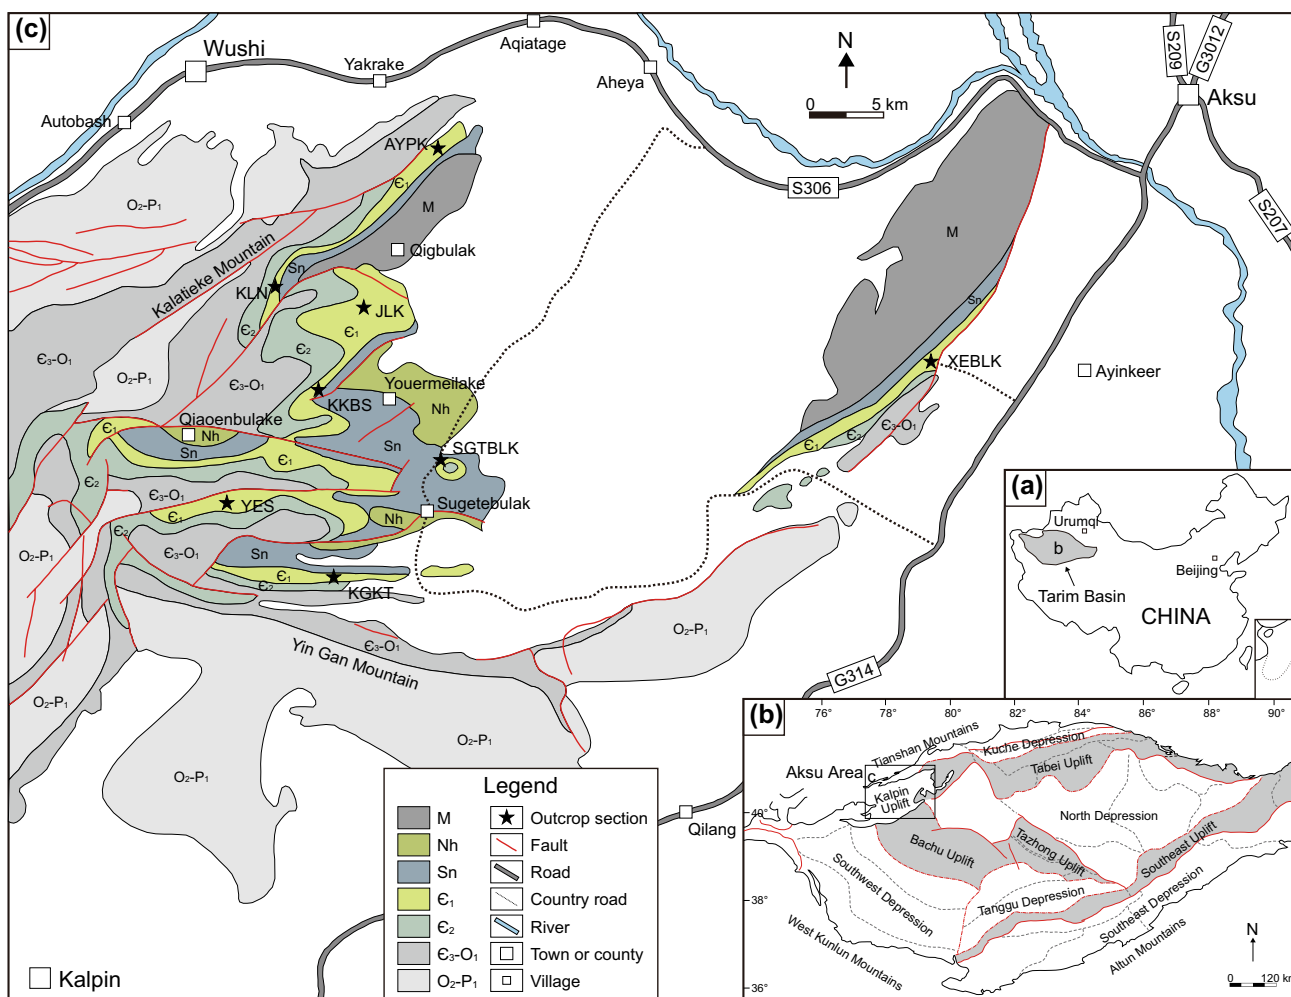 (c)
Wushi
Yakrake
Aqiatage
Aheya
Autobash
N
0 5 km
S209
G3012
Aksu
S306
S207
AYPK
Є₁
O₂-P₁
M
Qigbulak
Kalatieke Mountain
Sn
KLN
JLK
Є₁
Є₂
Є₂
Є₃-O₁
O₂-P₁
Є₃-O₁
KKBS
Youermeilake
Nh
Qiaoenbulake
Nh
Є₁
Sn
Є₁
Sn
SGTBLK
Є₂
Є₃-O₁
YES
Є₁
Sugetebulak
Nh
Є₂
O₂-P₁
Є₃-O₁
Sn
Є₁
Є₂
KGKT
Є₃-O₁
Yin Gan Mountain
O₂-P₁
O₂-P₁
O₂-P₁
O₂-P₁
M
Sn
XEBLK
Є₁
Є₂
Є₃-O₁
Ayinkeer
G314
Qilang
Kalpin
Legend
M
Outcrop section
Nh
Fault
Sn
Road
Є₁
Country road
Є₂
River
Є₃-O₁
Town or county
O₂-P₁
Village
(a)
Urumqi
b
Beijing
Tarim Basin
CHINA
(b)
76°
78°
80°
82°
84°
86°
88°
90°
40°
38°
36°
Tianshan Mountains
Kuche Depression
Aksu Area
c
Tabei Uplift
Kalpin
Uplift
North Depression
Bachu Uplift
Tazhong Uplift
Southeast Uplift
Southwest Depression
Tanggu Depression
Southeast Depression
West Kunlun Mountains
Altun Mountains
N
0 120 km